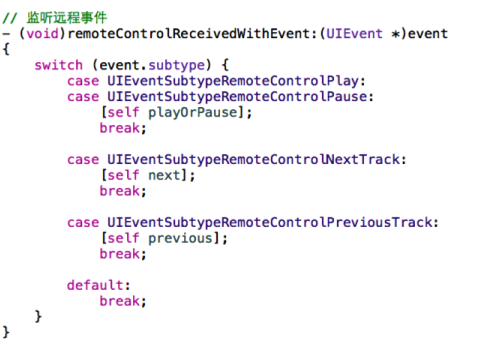 // 监听远程事件
- (void)remoteControlReceivedWithEvent:(UIEvent *)event
{
    switch (event.subtype) {
        case UIEventSubtypeRemoteControlPlay:
        case UIEventSubtypeRemoteControlPause:
            [self playOrPause];
            break;

        case UIEventSubtypeRemoteControlNextTrack:
            [self next];
            break;

        case UIEventSubtypeRemoteControlPreviousTrack:
            [self previous];
            break;

        default:
            break;
    }
}